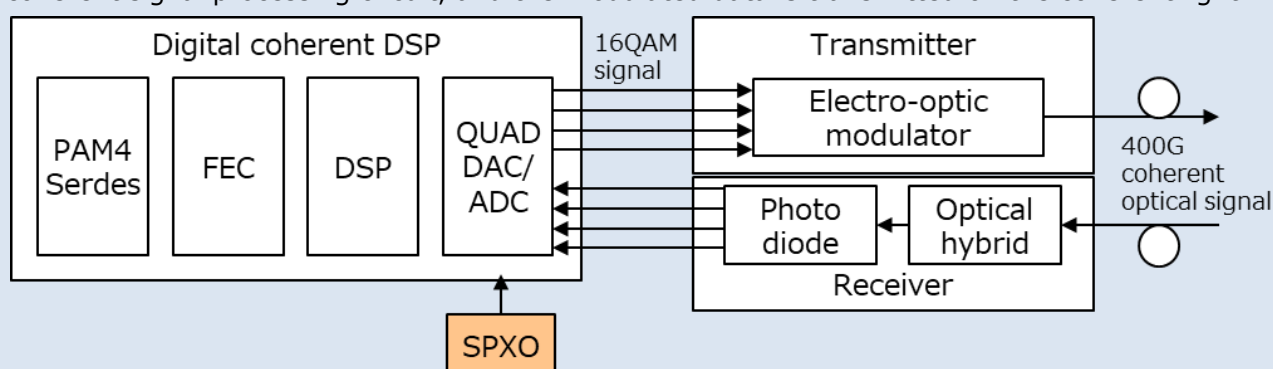 Digital coherent DSP
PAM4
Serdes
FEC
DSP
QUAD
DAC/
ADC
SPXO
16QAM
signal
Transmitter
Electro-optic
modulator
Photo
diode
Optical
hybrid
Receiver
400G
coherent
optical signal